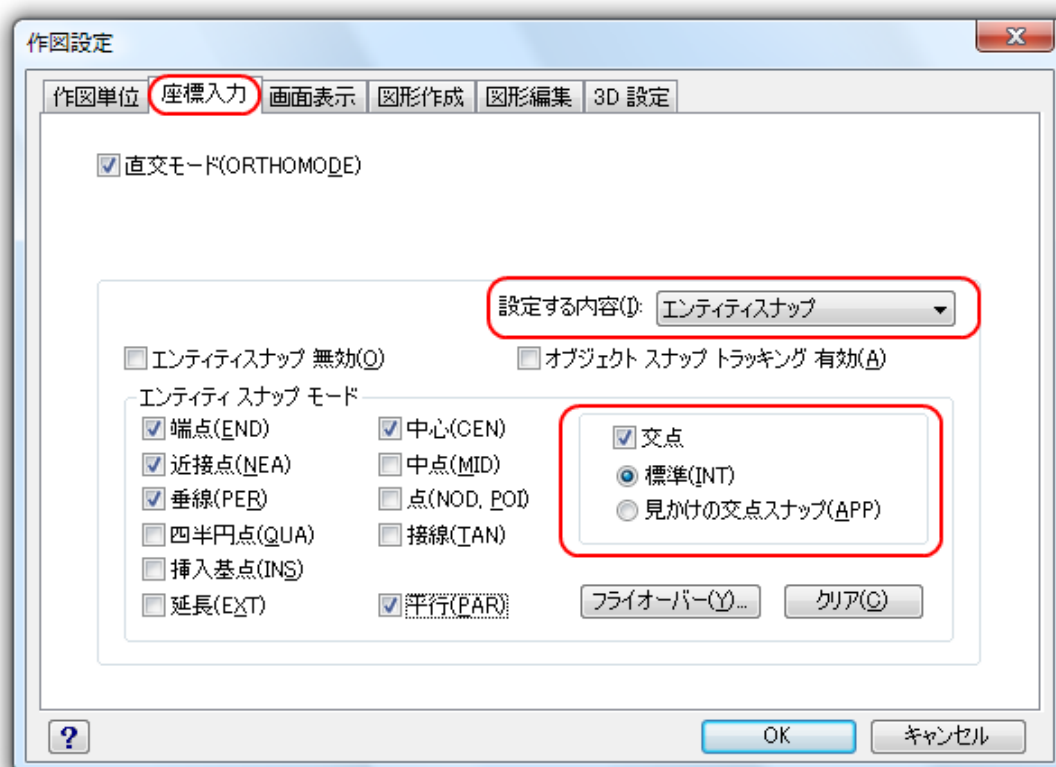 作図設定
作図単位 座標入力 画面表示 図形作成 図形編集 3D 設定
直交モード(ORTHOMODE)
設定する内容(I): エンティティスナップ
エンティティスナップ 無効(O) オブジェクト スナップ トラッキング 有効(A)
エンティティ スナップ モード
端点(END) 中心(CEN) 交点
近接点(NEA) 中点(MID) 標準(INT)
垂線(PER) 点(NOD, POI) 見かけの交点スナップ(APP)
四半円点(QUA) 接線(TAN)
挿入基点(INS)
延長(EXT) 平行(PAR) フライオーバー(Y)... クリア(C)
? OK キャンセル